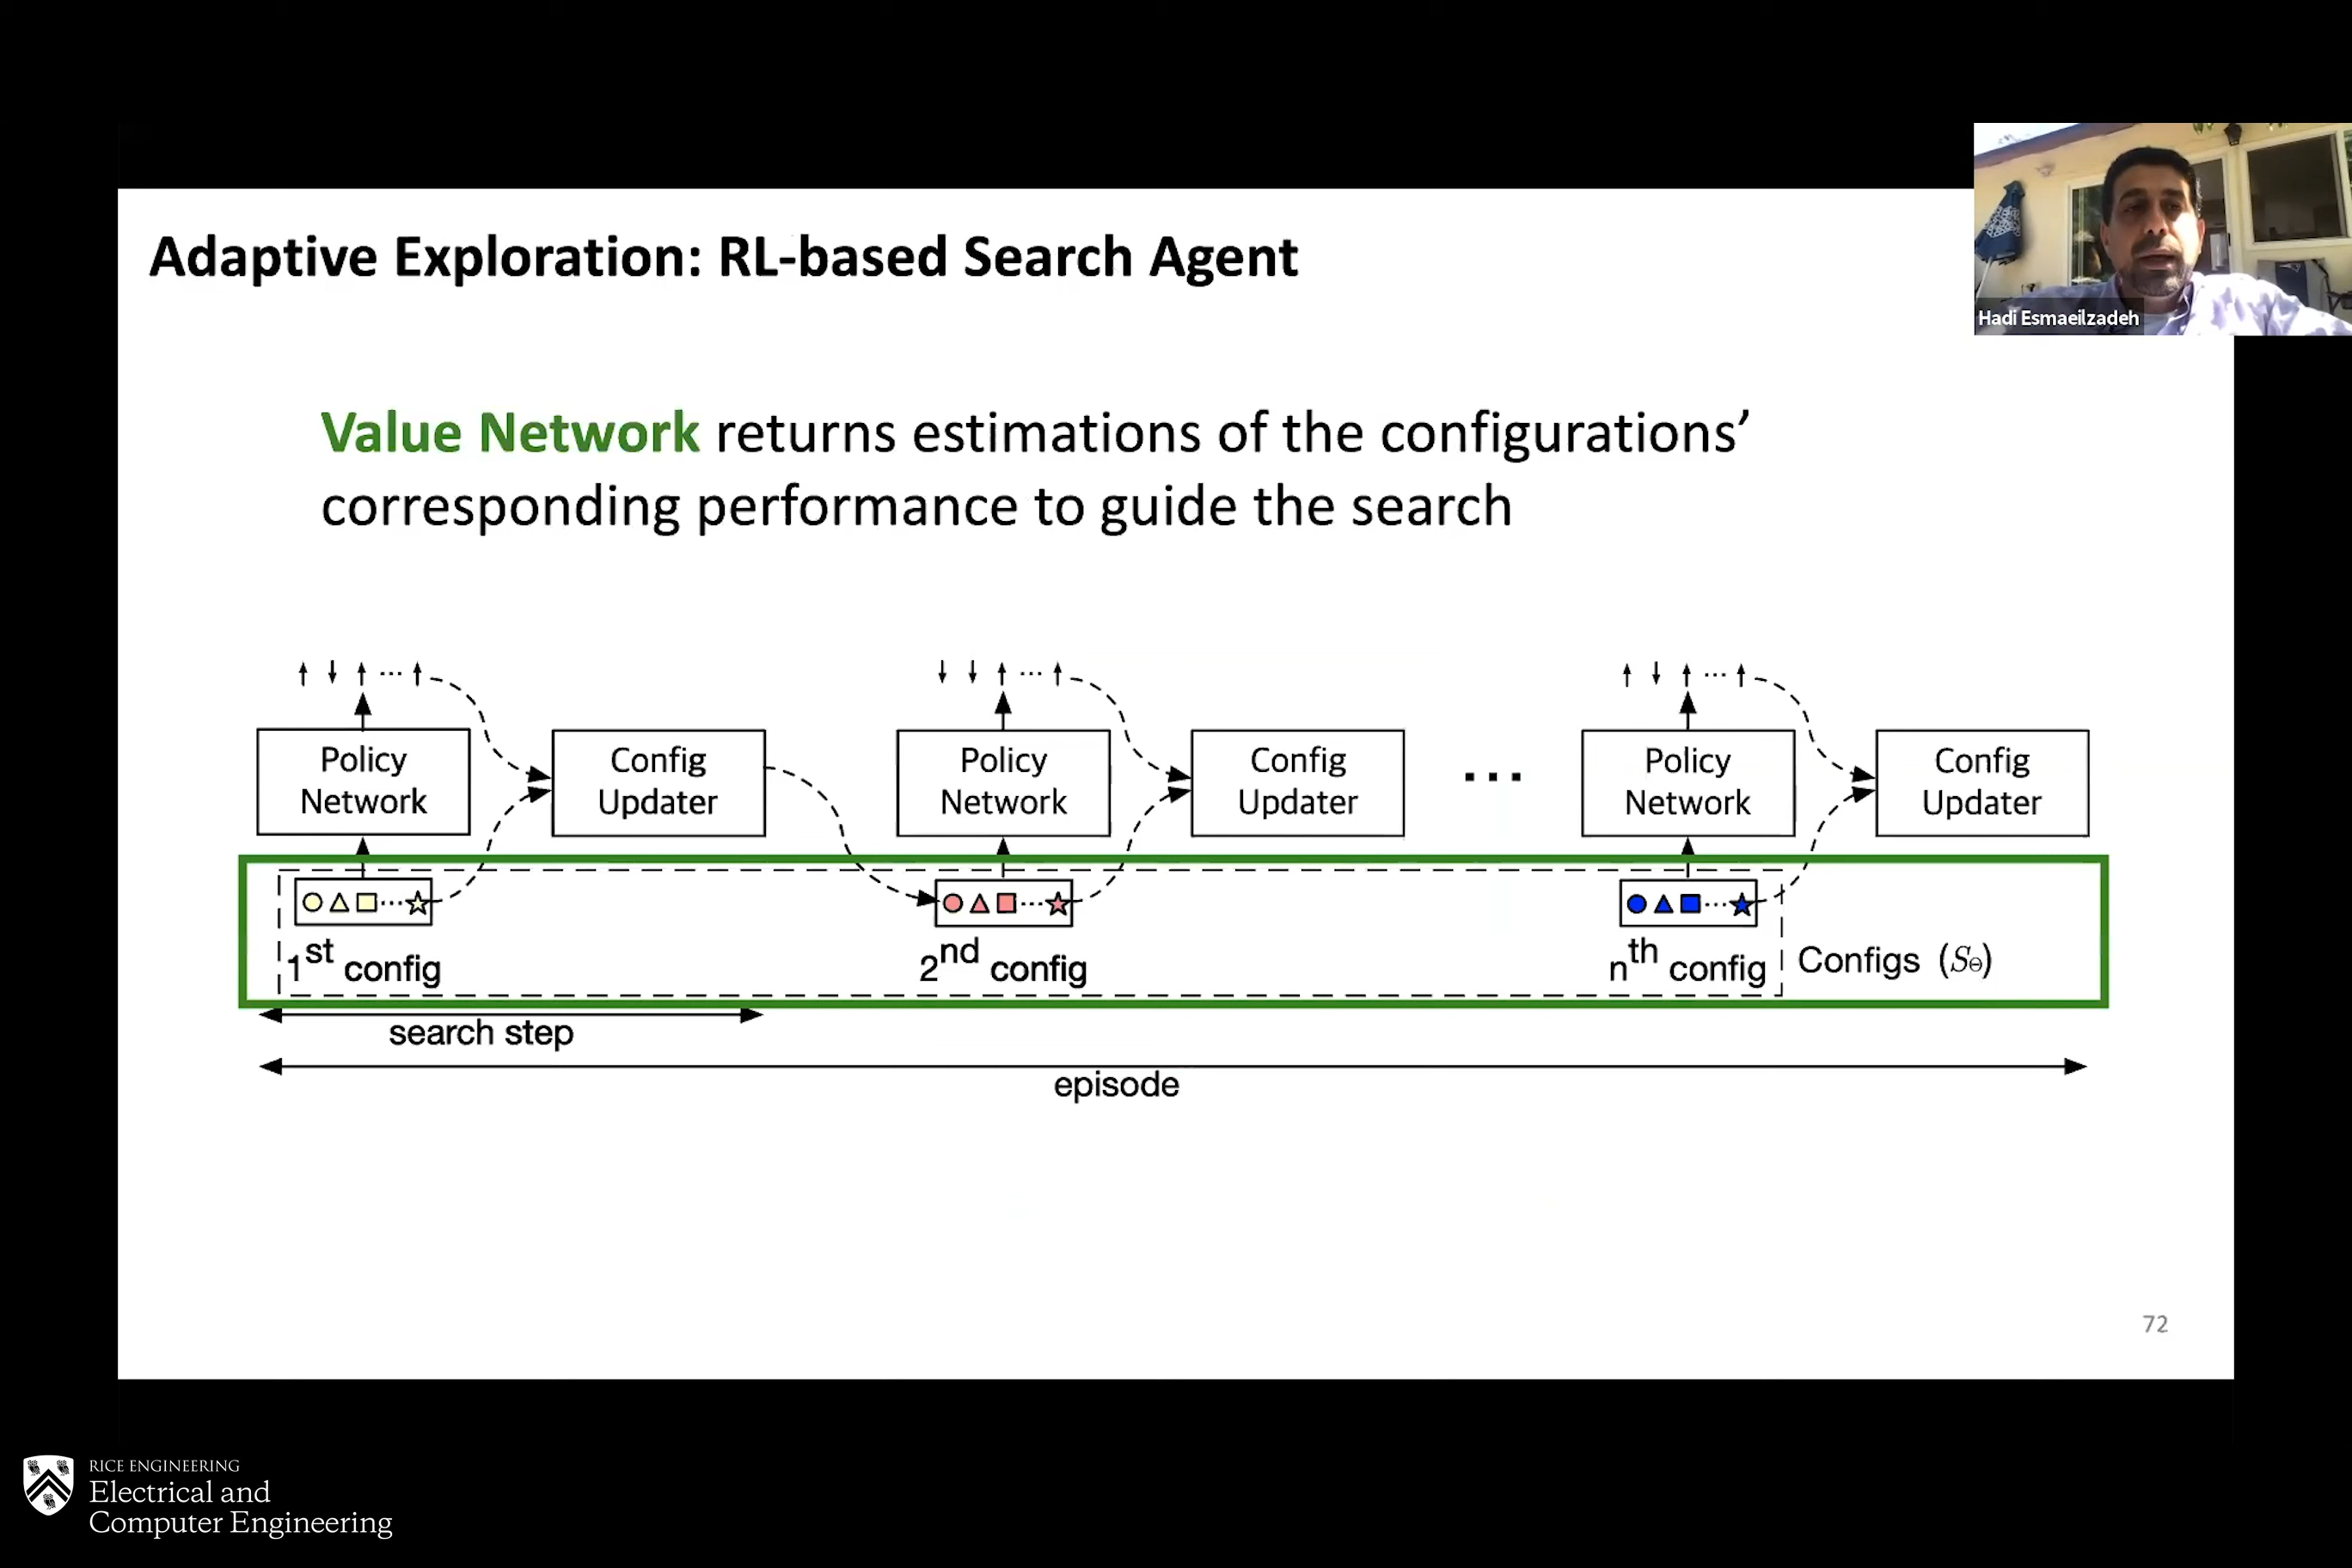 Adaptive Exploration: RL-based Search Agent
Hadi Esmaeilzadeh
Value Network returns estimations of the configurations’
corresponding performance to guide the search
Policy
Network
Config
Updater
Policy
Network
Config
Updater
...
Policy
Network
Config
Updater
1st config
2nd config
nth config
Configs (SΘ)
search step
episode
72
RICE ENGINEERING
Electrical and
Computer Engineering